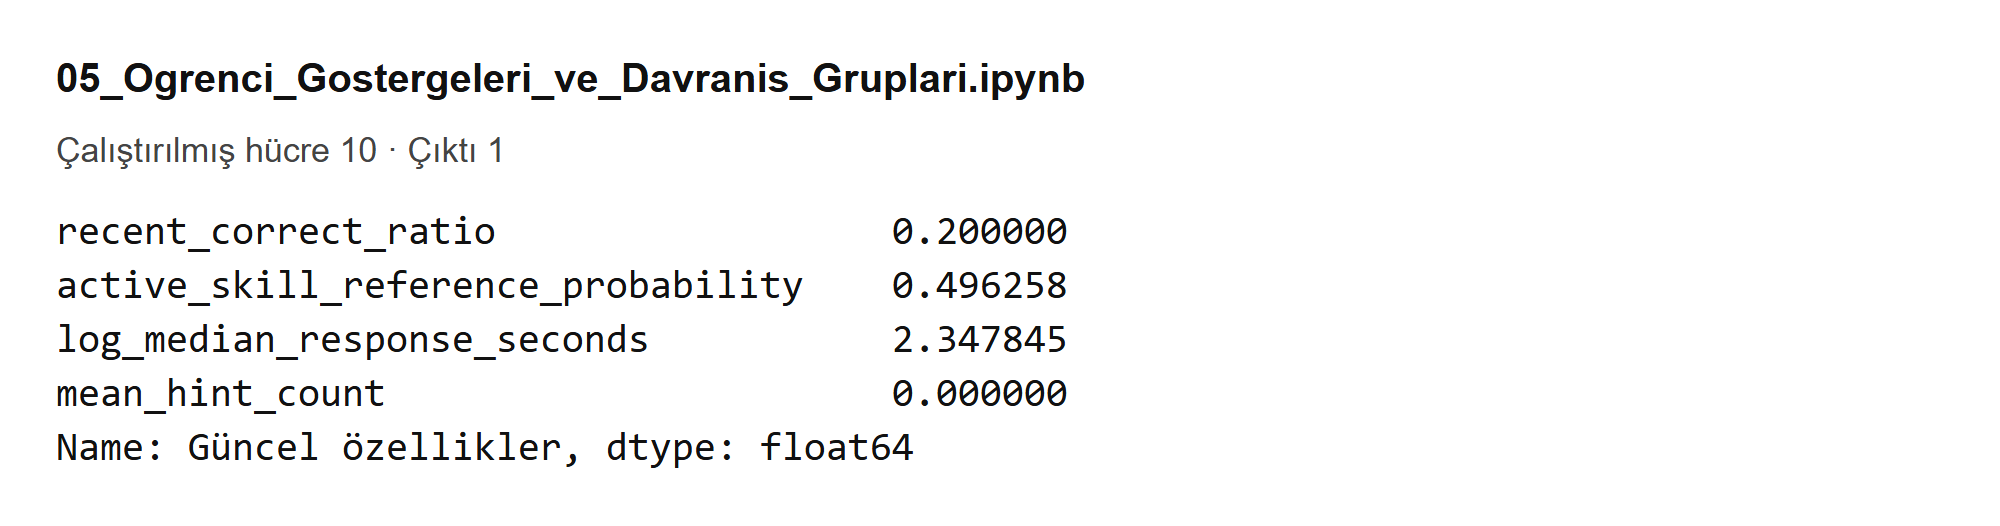 05_Ogrenci_Gostergeleri_ve_Davranis_Gruplari.ipynb
Çalıştırılmış hücre 10 · Çıktı 1
recent_correct_ratio 0.200000
active_skill_reference_probability 0.496258
log_median_response_seconds 2.347845
mean_hint_count 0.000000
Name: Güncel özellikler, dtype: float64